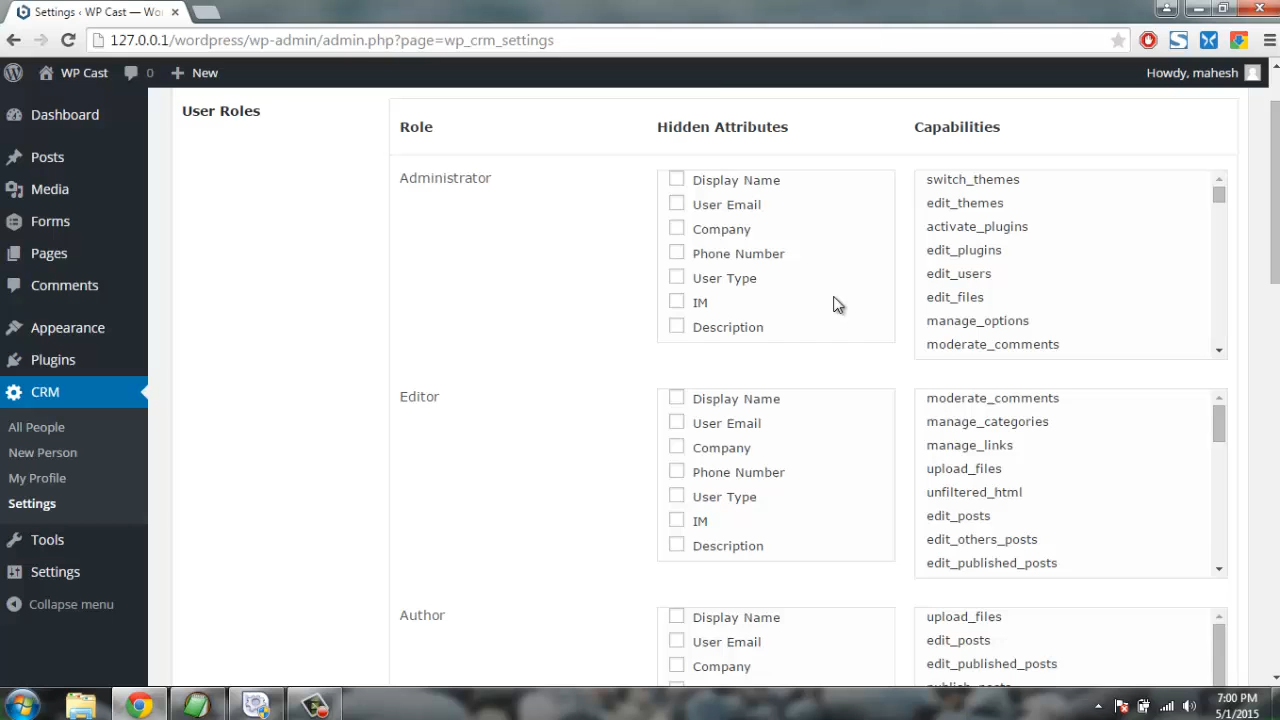 Settings ‹ WP Cast — Wo
127.0.0.1/wordpress/wp-admin/admin.php?page=wp_crm_settings
WP Cast 0 New Howdy, mahesh
Dashboard
Posts
Media
Forms
Pages
Comments
Appearance
Plugins
CRM
All People
New Person
My Profile
Settings
Tools
Settings
Collapse menu
User Roles
Role Hidden Attributes Capabilities
Administrator
Display Name
User Email
Company
Phone Number
User Type
IM
Description
switch_themes
edit_themes
activate_plugins
edit_plugins
edit_users
edit_files
manage_options
moderate_comments
Editor
Display Name
User Email
Company
Phone Number
User Type
IM
Description
moderate_comments
manage_categories
manage_links
upload_files
unfiltered_html
edit_posts
edit_others_posts
edit_published_posts
Author
Display Name
User Email
Company
upload_files
edit_posts
edit_published_posts
publish_posts
7:00 PM
5/1/2015